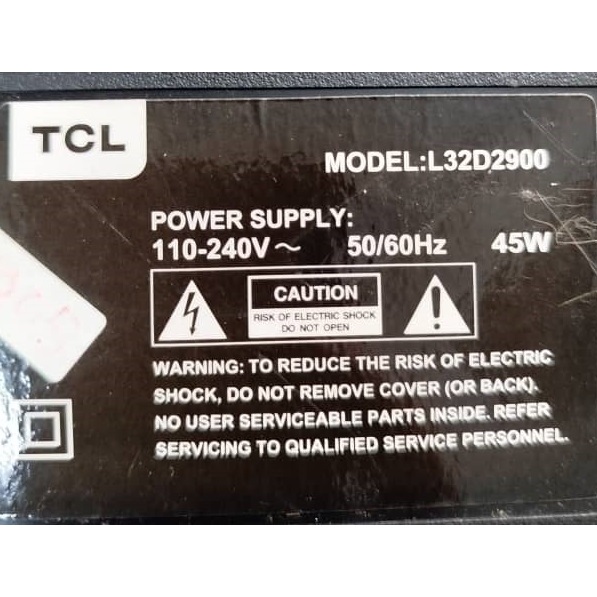 TCL
MODEL:L32D2900
POWER SUPPLY:
110-240V～ 50/60Hz 45W
CAUTION
RISK OF ELECTRIC SHOCK
DO NOT OPEN
WARNING: TO REDUCE THE RISK OF ELECTRIC
SHOCK, DO NOT REMOVE COVER (OR BACK).
NO USER SERVICEABLE PARTS INSIDE. REFER
SERVICING TO QUALIFIED SERVICE PERSONNEL.